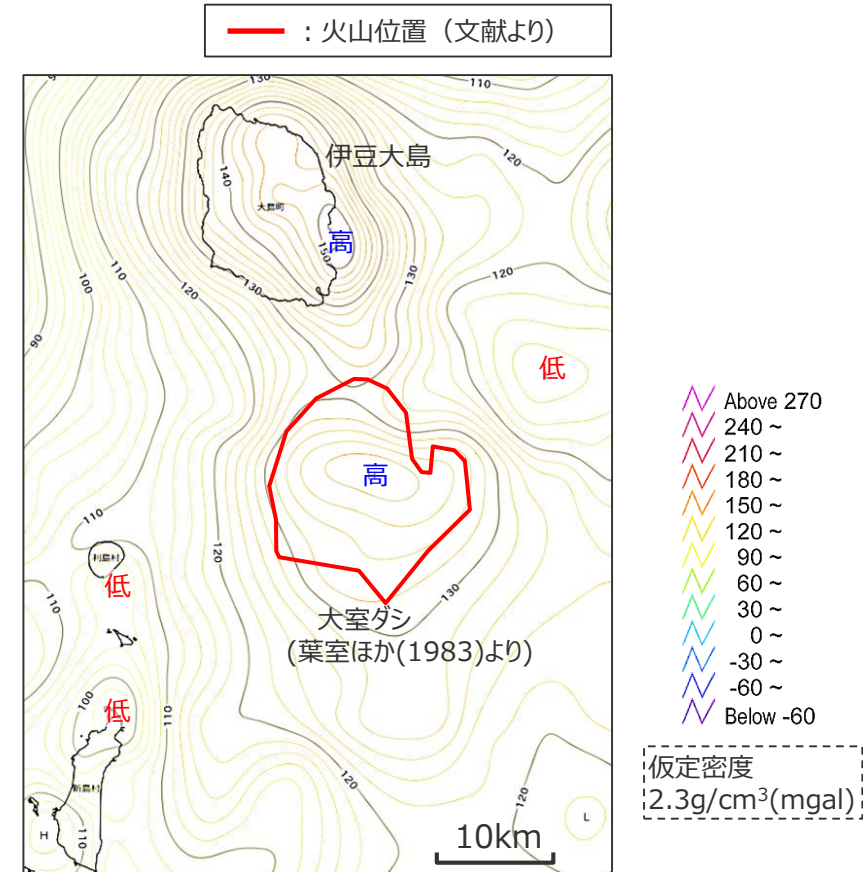 ：火山位置（文献より）
130
110
伊豆大島
120
140
大島町
高
150
110
100
120
130
130
120
90
低
高
Above 270
240 ~
210 ~
180 ~
150 ~
120 ~
90 ~
60 ~
30 ~
0 ~
-30 ~
-60 ~
Below -60
110
120
利島村
低
110
130
大室ダシ
(葉室ほか(1983)より)
100
低
110
120
120
新島村
H
110
L
10km
仮定密度
2.3g/cm³(mgal)